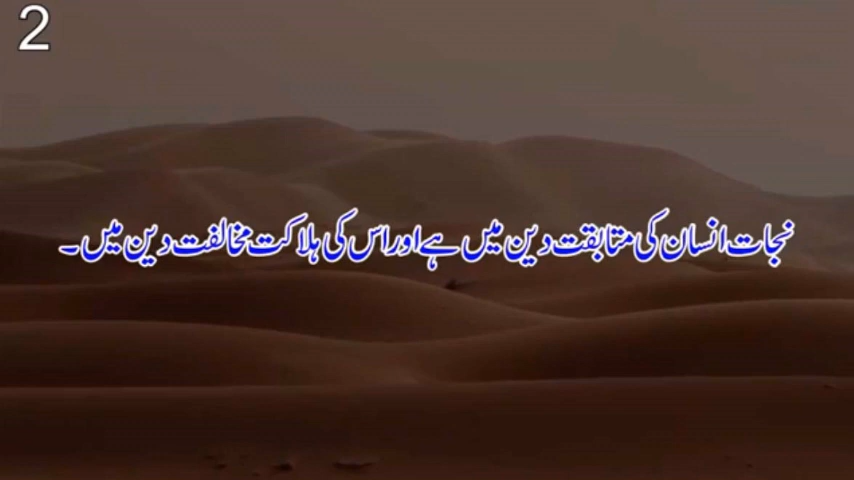 2
نجات انسان کی متابقت دین میں ہے اور اس کی ہلاکت مخالفت دین میں ۔